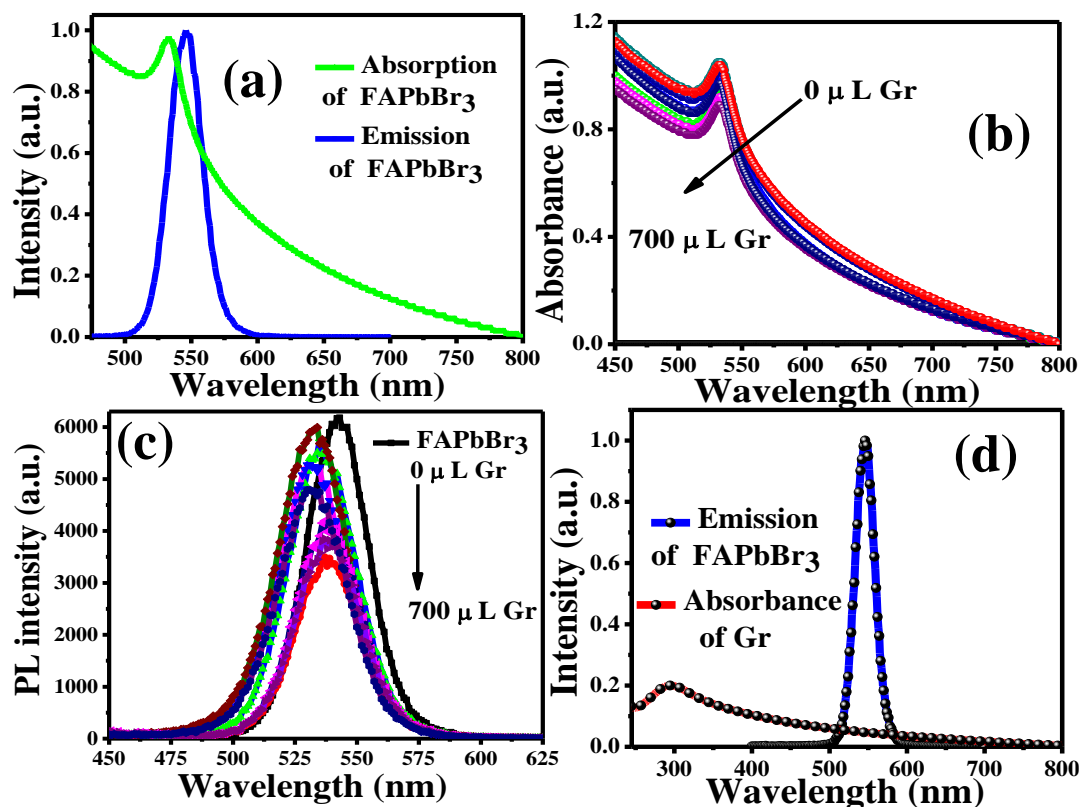 (a)
Absorption
of FAPbBr3
Emission
of FAPbBr3
Intensity (a.u.)
1.0
0.8
0.6
0.4
0.2
0.0
500 550 600 650 700 750 800
Wavelength (nm)
(b)
0 μ L Gr
700 μ L Gr
Absorbance (a.u.)
1.2
0.8
0.4
0.0
450 500 550 600 650 700 750 800
Wavelength (nm)
(c)
FAPbBr3
0 μ L Gr
700 μ L Gr
PL intensity (a.u.)
6000
5000
4000
3000
2000
1000
0
450 475 500 525 550 575 600 625
Wavelength (nm)
(d)
Emission
of FAPbBr3
Absorbance
of Gr
Intensity (a.u.)
1.0
0.8
0.6
0.4
0.2
0.0
300 400 500 600 700 800
Wavelength (nm)